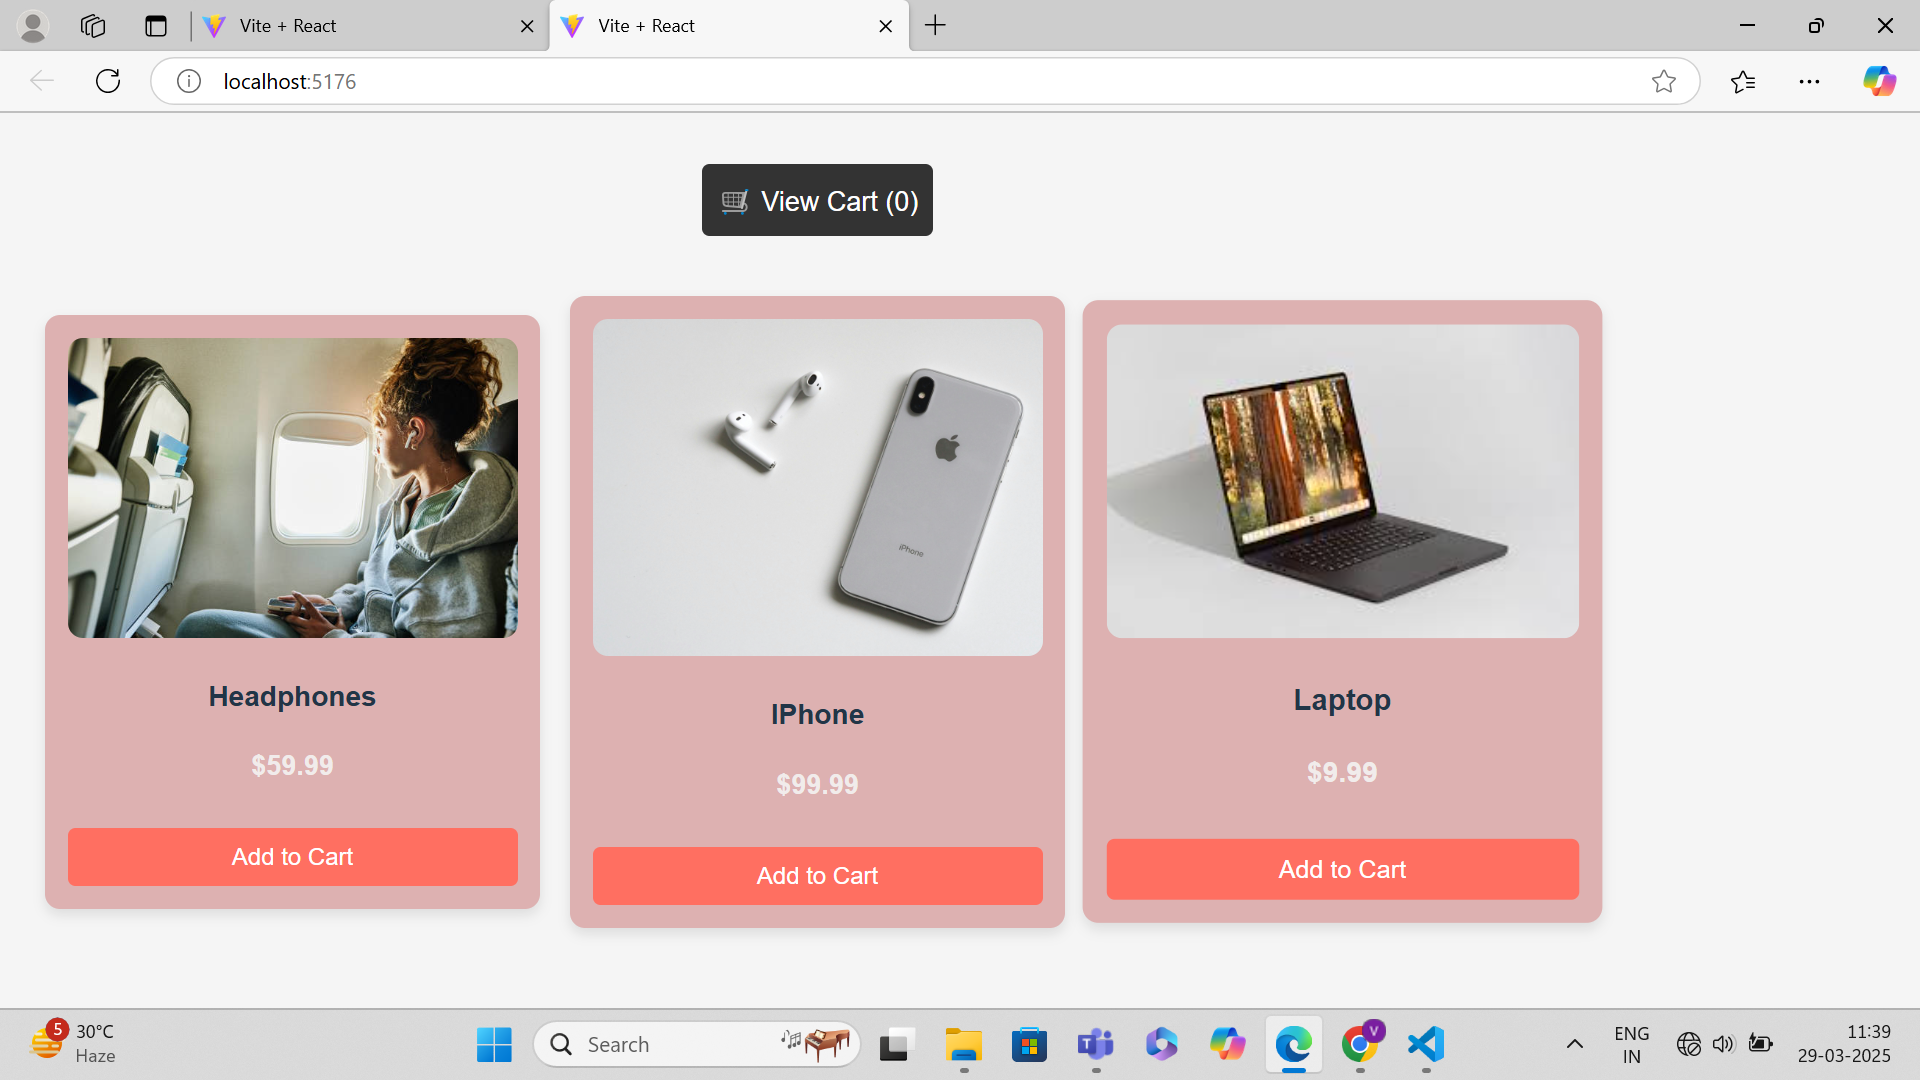 Vite + React
Vite + React
localhost:5176
View Cart (0)
Headphones
$59.99
Add to Cart
iPhone
IPhone
$99.99
Add to Cart
Laptop
$9.99
Add to Cart
5
30°C
Haze
Search
T
V
ENG
IN
11:39
29-03-2025